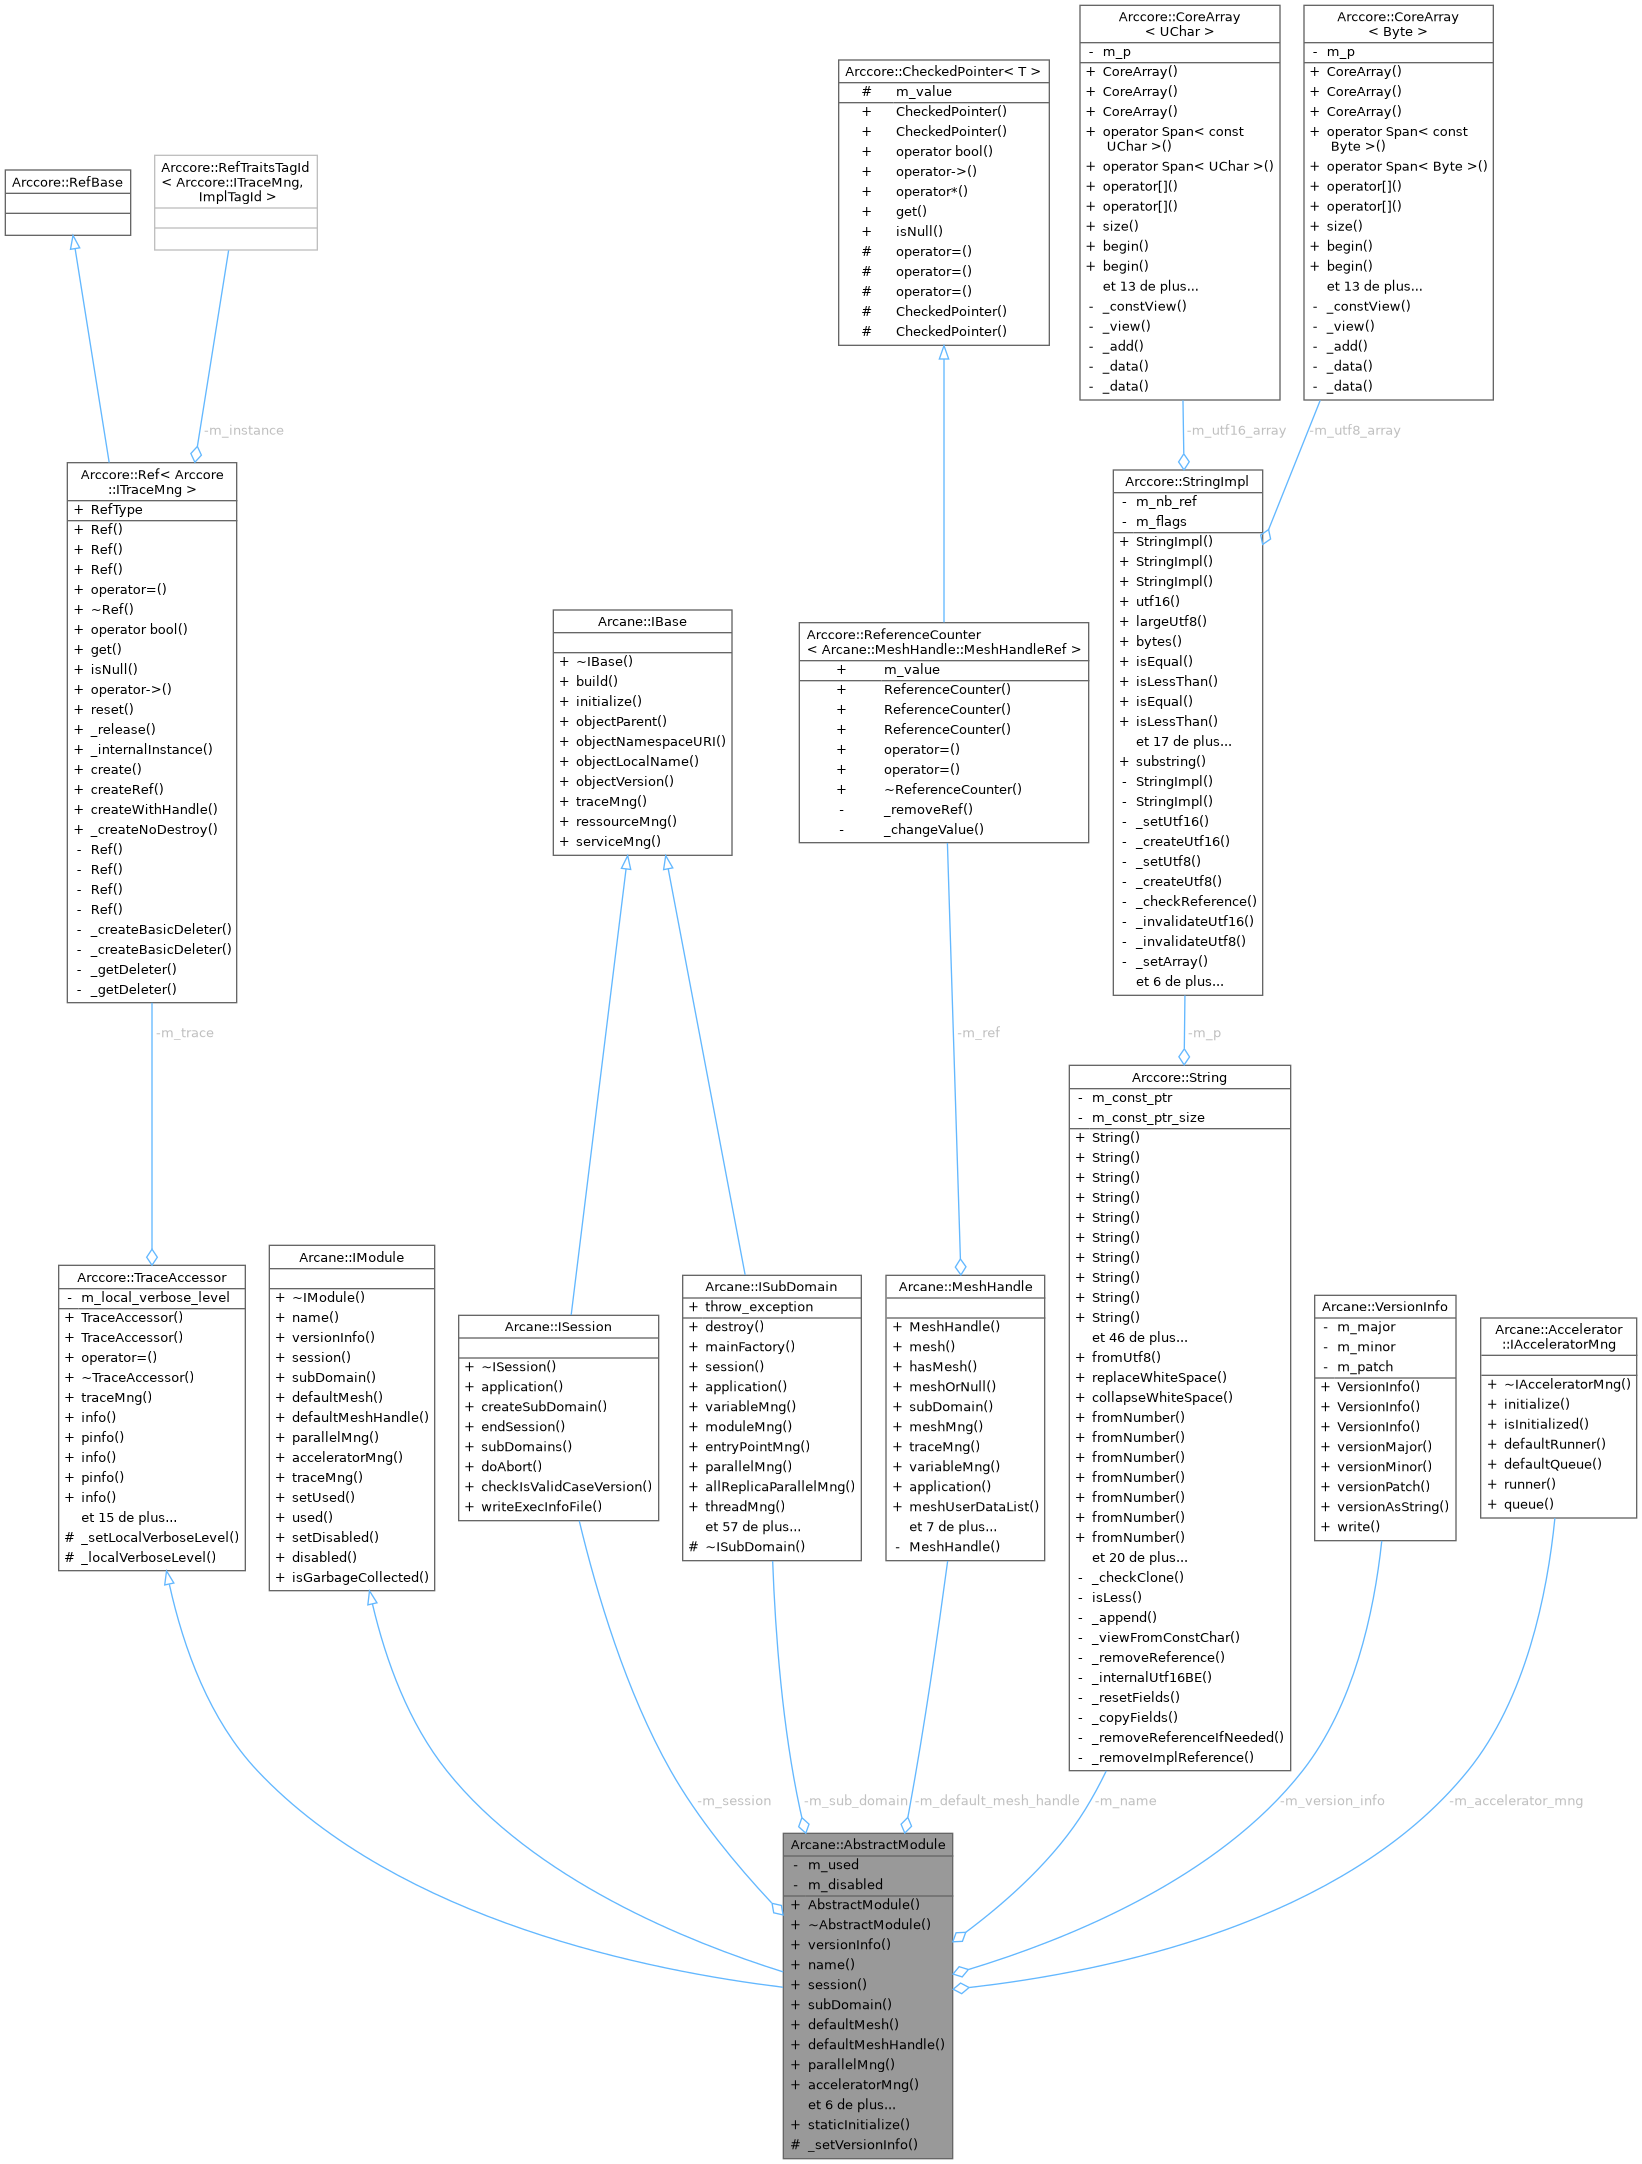 Arccore::CoreArray
< UChar >
- m_p
+ CoreArray()
+ CoreArray()
+ CoreArray()
+ operator Span< const
UChar >()
+ operator Span< UChar >()
+ operator[]()
+ operator[]()
+ size()
+ begin()
+ begin()
et 13 de plus...
- _constView()
- _view()
- _add()
- _data()
- _data()
Arccore::CoreArray
< Byte >
- m_p
+ CoreArray()
+ CoreArray()
+ CoreArray()
+ operator Span< const
Byte >()
+ operator Span< Byte >()
+ operator[]()
+ operator[]()
+ size()
+ begin()
+ begin()
et 13 de plus...
- _constView()
- _view()
- _add()
- _data()
- _data()
Arccore::CheckedPointer< T >
# m_value
+ CheckedPointer()
+ CheckedPointer()
+ operator bool()
+ operator->()
+ operator*()
+ get()
+ isNull()
# operator=()
# operator=()
# operator=()
# CheckedPointer()
# CheckedPointer()
Arccore::RefBase
Arccore::RefTraitsTagId
< Arccore::ITraceMng,
ImplTagId >
-m_instance
-m_utf16_array
-m_utf8_array
Arccore::Ref< Arccore
::ITraceMng >
+ RefType
+ Ref()
+ Ref()
+ Ref()
+ operator=()
+ ~Ref()
+ operator bool()
+ get()
+ isNull()
+ operator->()
+ reset()
+ _release()
+ _internalInstance()
+ create()
+ createRef()
+ createWithHandle()
+ _createNoDestroy()
- Ref()
- Ref()
- Ref()
- Ref()
- _createBasicDeleter()
- _createBasicDeleter()
- _getDeleter()
- _getDeleter()
Arccore::StringImpl
- m_nb_ref
- m_flags
+ StringImpl()
+ StringImpl()
+ StringImpl()
+ utf16()
+ largeUtf8()
+ bytes()
+ isEqual()
+ isLessThan()
+ isEqual()
+ isLessThan()
et 17 de plus...
+ substring()
- StringImpl()
- StringImpl()
- _setUtf16()
- _createUtf16()
- _setUtf8()
- _createUtf8()
- _checkReference()
- _invalidateUtf16()
- _invalidateUtf8()
- _setArray()
et 6 de plus...
Arcane::IBase
+ ~IBase()
+ build()
+ initialize()
+ objectParent()
+ objectNamespaceURI()
+ objectLocalName()
+ objectVersion()
+ traceMng()
+ ressourceMng()
+ serviceMng()
Arccore::ReferenceCounter
< Arcane::MeshHandle::MeshHandleRef >
+ m_value
+ ReferenceCounter()
+ ReferenceCounter()
+ ReferenceCounter()
+ operator=()
+ operator=()
+ ~ReferenceCounter()
- _removeRef()
- _changeValue()
-m_trace
-m_ref
-m_p
Arccore::String
- m_const_ptr
- m_const_ptr_size
+ String()
+ String()
+ String()
+ String()
+ String()
+ String()
+ String()
+ String()
+ String()
+ String()
et 46 de plus...
+ fromUtf8()
+ replaceWhiteSpace()
+ collapseWhiteSpace()
+ fromNumber()
+ fromNumber()
+ fromNumber()
+ fromNumber()
+ fromNumber()
+ fromNumber()
+ fromNumber()
et 20 de plus...
- _checkClone()
- isLess()
- _append()
- _viewFromConstChar()
- _removeReference()
- _internalUtf16BE()
- _resetFields()
- _copyFields()
- _removeReferenceIfNeeded()
- _removeImplReference()
Arccore::TraceAccessor
- m_local_verbose_level
+ TraceAccessor()
+ TraceAccessor()
+ operator=()
+ ~TraceAccessor()
+ traceMng()
+ info()
+ pinfo()
+ info()
+ pinfo()
+ info()
et 15 de plus...
# _setLocalVerboseLevel()
# _localVerboseLevel()
Arcane::IModule
+ ~IModule()
+ name()
+ versionInfo()
+ session()
+ subDomain()
+ defaultMesh()
+ defaultMeshHandle()
+ parallelMng()
+ acceleratorMng()
+ traceMng()
+ setUsed()
+ used()
+ setDisabled()
+ disabled()
+ isGarbageCollected()
Arcane::ISession
+ ~ISession()
+ application()
+ createSubDomain()
+ endSession()
+ subDomains()
+ doAbort()
+ checkIsValidCaseVersion()
+ writeExecInfoFile()
Arcane::ISubDomain
+ throw_exception
+ destroy()
+ mainFactory()
+ session()
+ application()
+ variableMng()
+ moduleMng()
+ entryPointMng()
+ parallelMng()
+ allReplicaParallelMng()
+ threadMng()
et 57 de plus...
# ~ISubDomain()
Arcane::MeshHandle
+ MeshHandle()
+ mesh()
+ hasMesh()
+ meshOrNull()
+ subDomain()
+ meshMng()
+ traceMng()
+ variableMng()
+ application()
+ meshUserDataList()
et 7 de plus...
- MeshHandle()
Arcane::VersionInfo
- m_major
- m_minor
- m_patch
+ VersionInfo()
+ VersionInfo()
+ VersionInfo()
+ versionMajor()
+ versionMinor()
+ versionPatch()
+ versionAsString()
+ write()
Arcane::Accelerator
::IAcceleratorMng
+ ~IAcceleratorMng()
+ initialize()
+ isInitialized()
+ defaultRunner()
+ defaultQueue()
+ runner()
+ queue()
-m_session
-m_sub_domain
-m_default_mesh_handle
-m_name
-m_version_info
-m_accelerator_mng
Arcane::AbstractModule
- m_used
- m_disabled
+ AbstractModule()
+ ~AbstractModule()
+ versionInfo()
+ name()
+ session()
+ subDomain()
+ defaultMesh()
+ defaultMeshHandle()
+ parallelMng()
+ acceleratorMng()
et 6 de plus...
+ staticInitialize()
# _setVersionInfo()